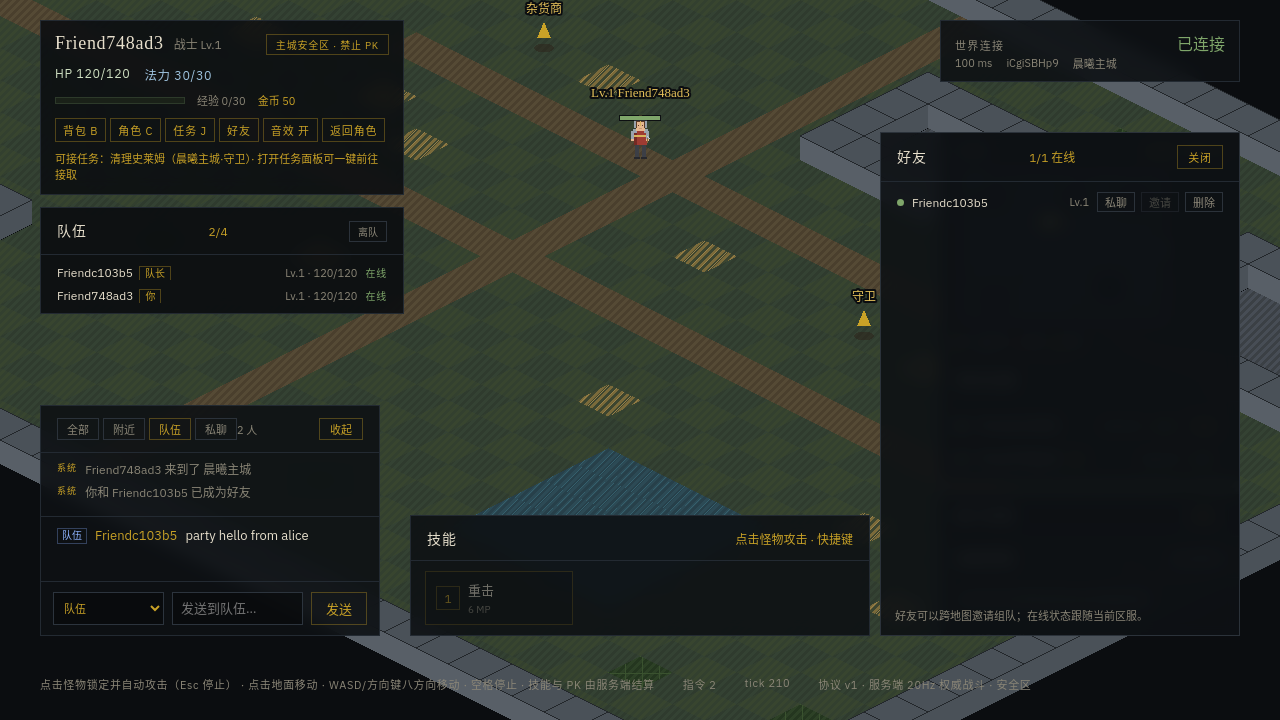 杂货商
Friend748ad3 战士 Lv.1 主城安全区 · 禁止 PK
HP 120/120 法力 30/30
经验 0/30 金币 50
背包 B 角色 C 任务 J 好友 音效 开 返回角色
可接任务：清理史莱姆（晨曦主城·守卫）· 打开任务面板可一键前往
接取
世界连接 已连接
100 ms iCgiSBHp9 晨曦主城
Lv.1 Friend748ad3
好友 1/1 在线 关闭
Friendc103b5 Lv.1 私聊 邀请 删除
队伍 2/4 离队
Friendc103b5 队长 Lv.1 · 120/120 在线
Friend748ad3 你 Lv.1 · 120/120 在线
守卫
全部 附近 队伍 私聊 2 人 收起
系统 Friend748ad3 来到了 晨曦主城
系统 你和 Friendc103b5 已成为好友
队伍 Friendc103b5 party hello from alice
队伍 发送到队伍... 发送
技能 点击怪物攻击 · 快捷键
1 重击
6 MP
好友可以跨地图邀请组队；在线状态跟随当前区服。
点击怪物锁定并自动攻击（Esc 停止） · 点击地面移动 · WASD/方向键八方向移动 · 空格停止 · 技能与 PK 由服务端结算 指令 2 tick 210 协议 v1 · 服务端 20Hz 权威战斗 · 安全区